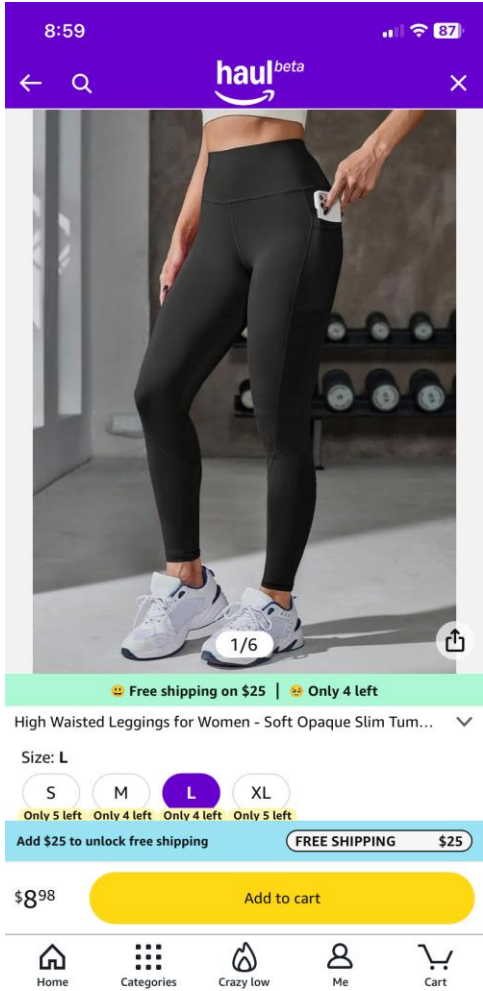 8:59
87
haul beta
1/6
😃 Free shipping on $25 | 🥹 Only 4 left
High Waisted Leggings for Women - Soft Opaque Slim Tum...
Size: L
S M L XL
Only 5 left Only 4 left Only 4 left Only 5 left
Add $25 to unlock free shipping FREE SHIPPING $25
$8.98 Add to cart
Home Categories Crazy low Me Cart